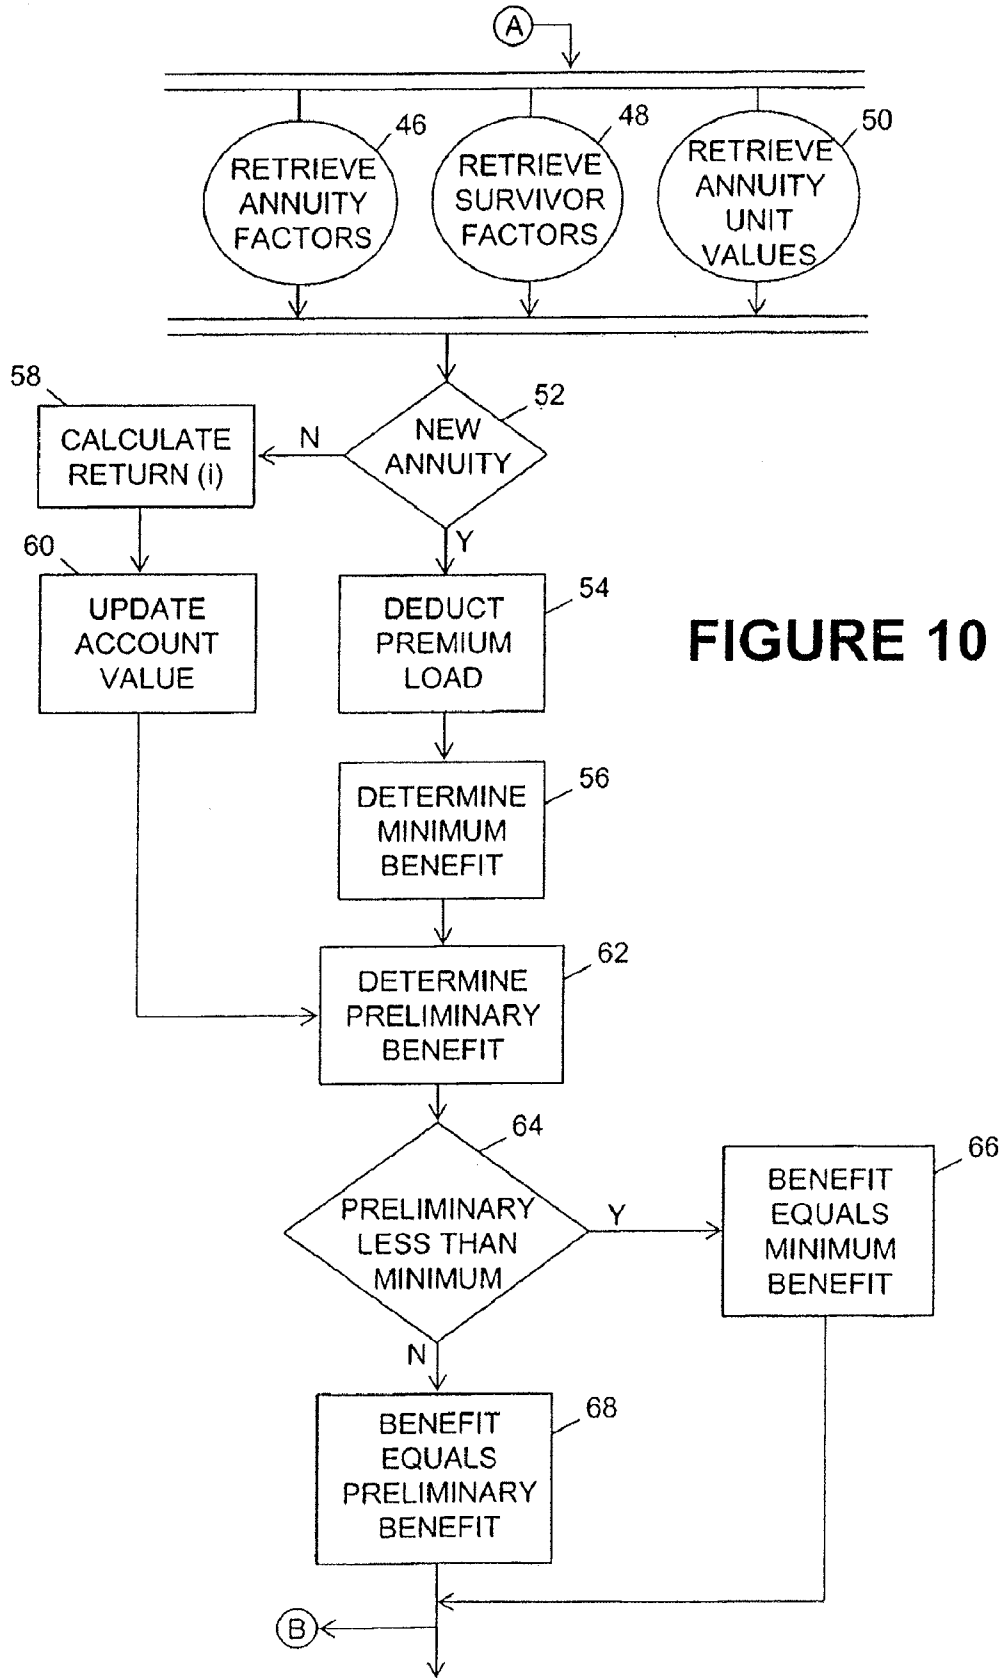 A
46
RETRIEVE
ANNUITY
FACTORS
48
RETRIEVE
SURVIVOR
FACTORS
50
RETRIEVE
ANNUITY
UNIT
VALUES
52
NEW
ANNUITY
N
Y
58
CALCULATE
RETURN (i)
60
UPDATE
ACCOUNT
VALUE
54
DEDUCT
PREMIUM
LOAD
FIGURE 10
56
DETERMINE
MINIMUM
BENEFIT
62
DETERMINE
PRELIMINARY
BENEFIT
64
PRELIMINARY
LESS THAN
MINIMUM
Y
N
66
BENEFIT
EQUALS
MINIMUM
BENEFIT
68
BENEFIT
EQUALS
PRELIMINARY
BENEFIT
B